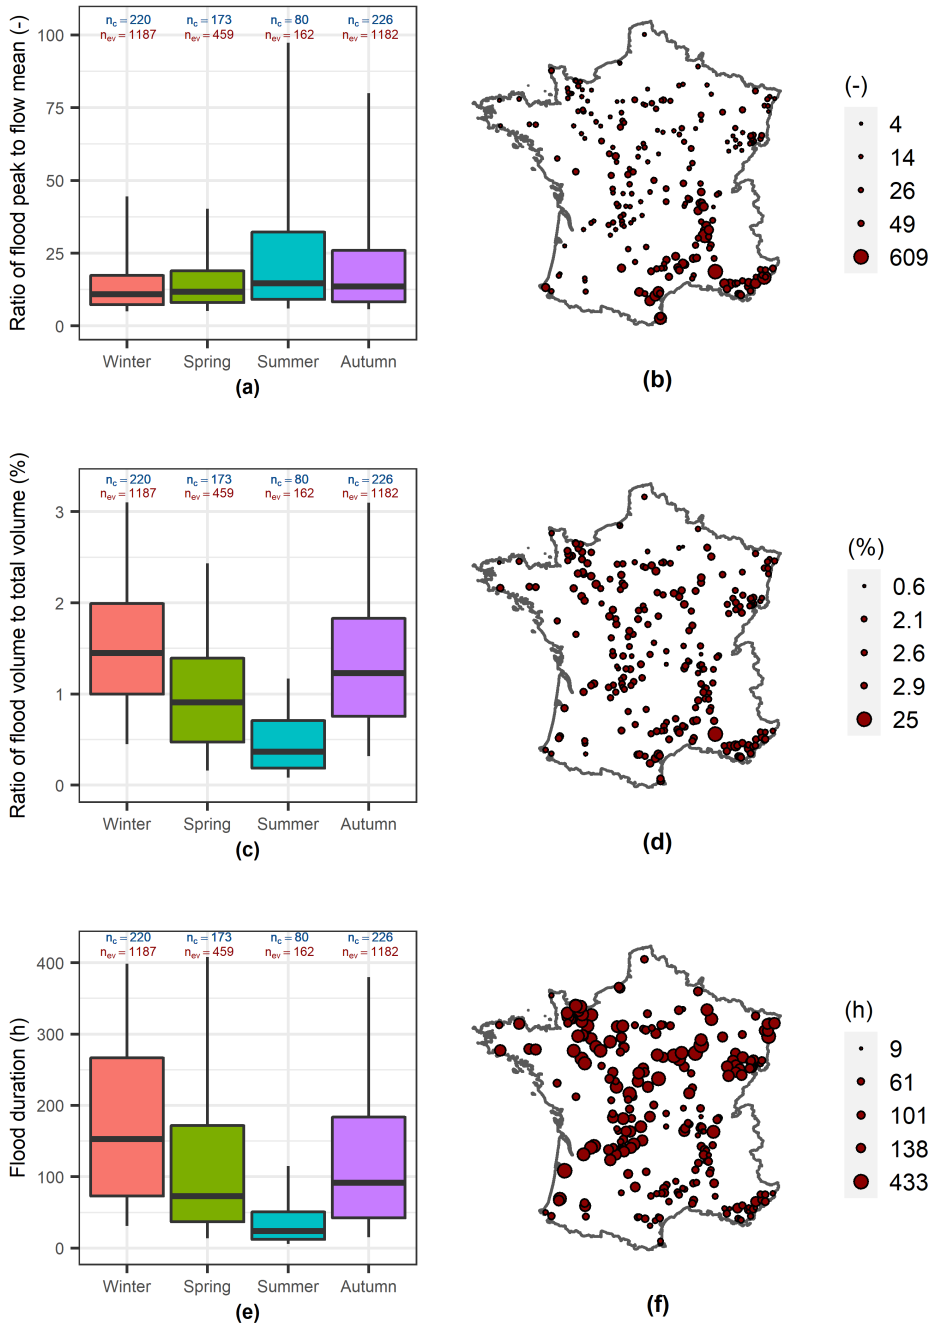 Ratio of flood peak to flow mean (-)
n_c = 220 n_c = 173 n_c = 80 n_c = 226
n_ev = 1187 n_ev = 459 n_ev = 162 n_ev = 1182
100
75
50
25
0
Winter Spring Summer Autumn
(a)
(-)
4
14
26
49
609
(b)
Ratio of flood volume to total volume (%)
n_c = 220 n_c = 173 n_c = 80 n_c = 226
n_ev = 1187 n_ev = 459 n_ev = 162 n_ev = 1182
3
2
1
0
Winter Spring Summer Autumn
(c)
(%)
0.6
2.1
2.6
2.9
25
(d)
Flood duration (h)
n_c = 220 n_c = 173 n_c = 80 n_c = 226
n_ev = 1187 n_ev = 459 n_ev = 162 n_ev = 1182
400
300
200
100
0
Winter Spring Summer Autumn
(e)
(h)
9
61
101
138
433
(f)